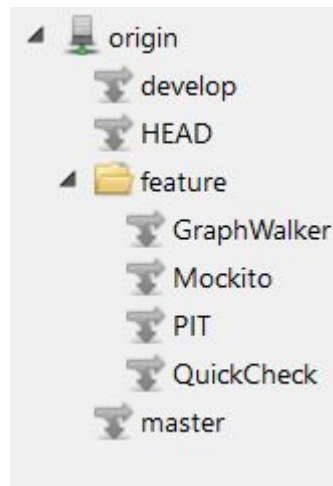 origin
develop
HEAD
feature
GraphWalker
Mockito
PIT
QuickCheck
master